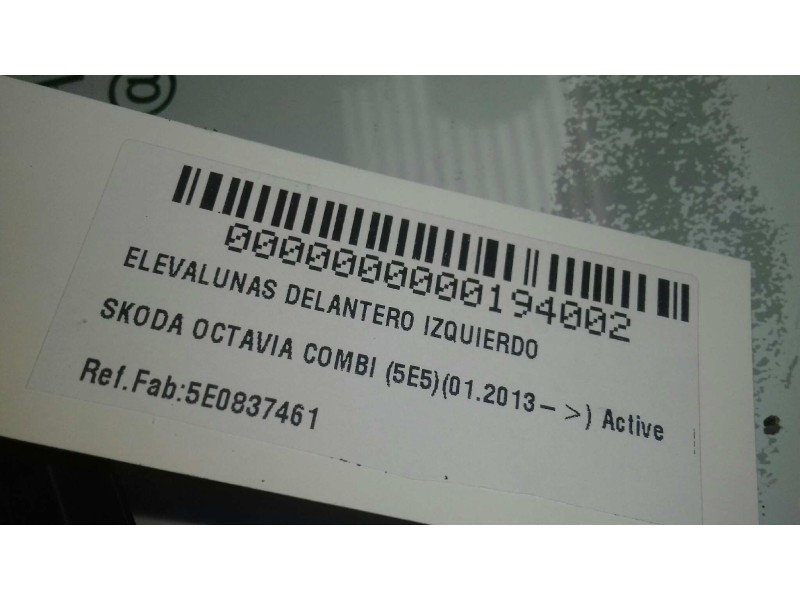 @
0000000000194002
ELEVALUNAS DELANTERO IZQUIERDO
SKODA OCTAVIA COMBI (5E5)(01.2013-->) Active
Ref.Fab:5E0837461